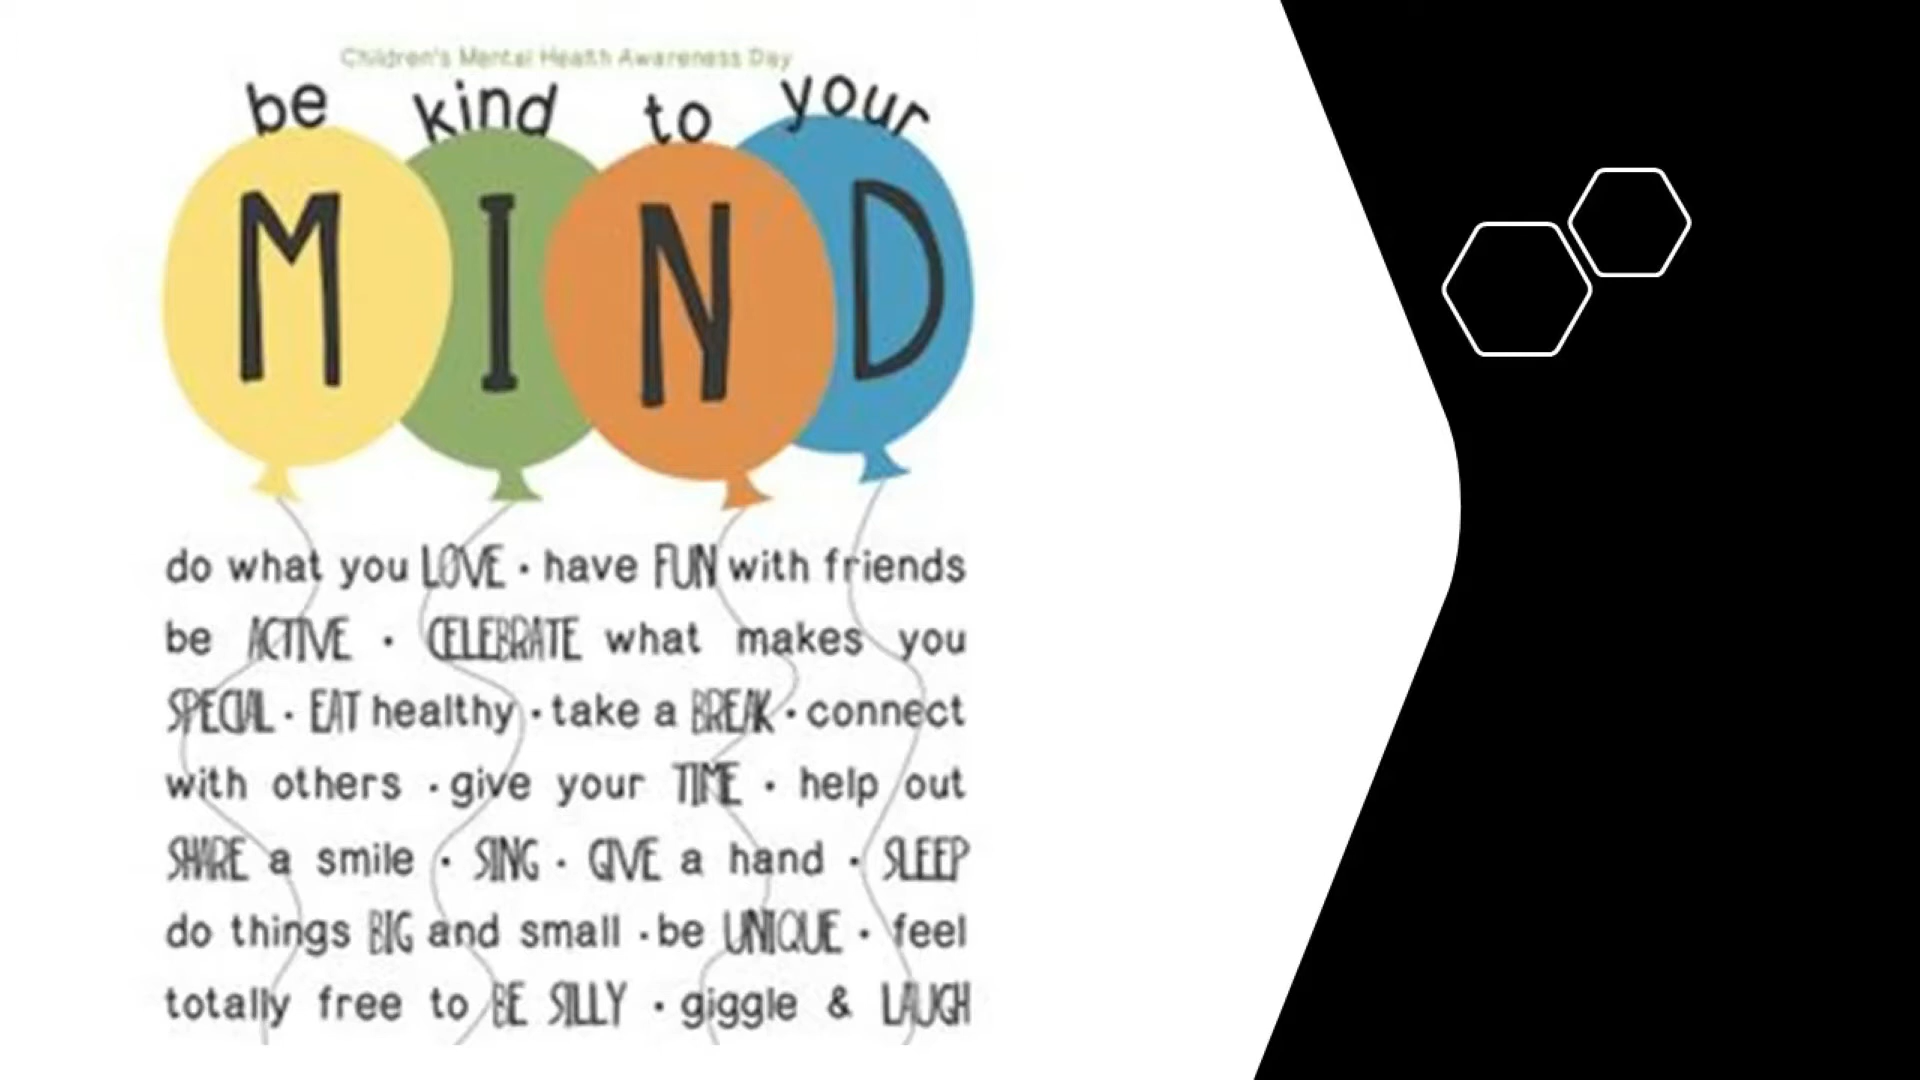 Children's Mental Health Awareness Day
be kind to your
MIND
do what you LOVE • have FUN with friends
be ACTIVE • CELEBRATE what makes you
SPECIAL • EAT healthy • take a BREAK • connect
with others • give your TIME • help out
SHARE a smile • SING • GIVE a hand • SLEEP
do things BIG and small • be UNIQUE • feel
totally free to BE SILLY • giggle & LAUGH